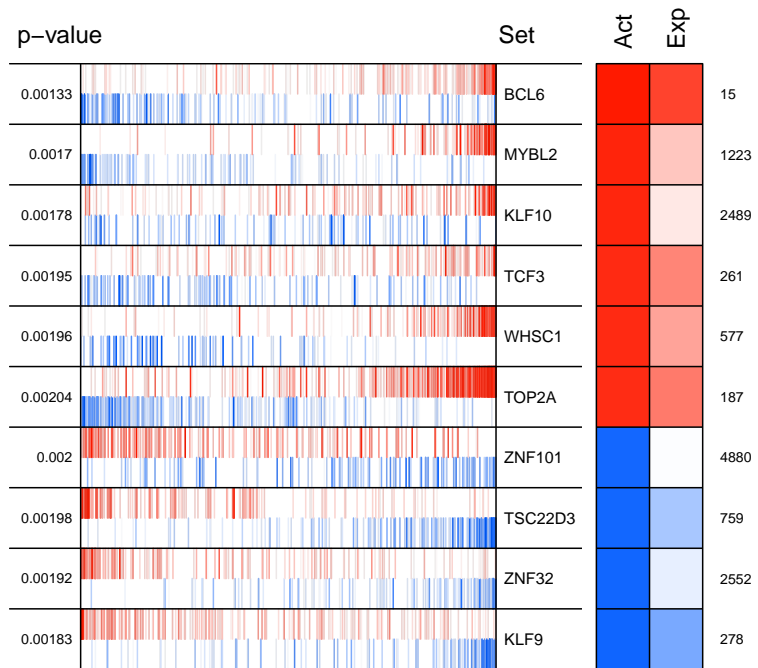 p−value Set Act Exp
0.00133 BCL6 15
0.0017 MYBL2 1223
0.00178 KLF10 2489
0.00195 TCF3 261
0.00196 WHSC1 577
0.00204 TOP2A 187
0.002 ZNF101 4880
0.00198 TSC22D3 759
0.00192 ZNF32 2552
0.00183 KLF9 278